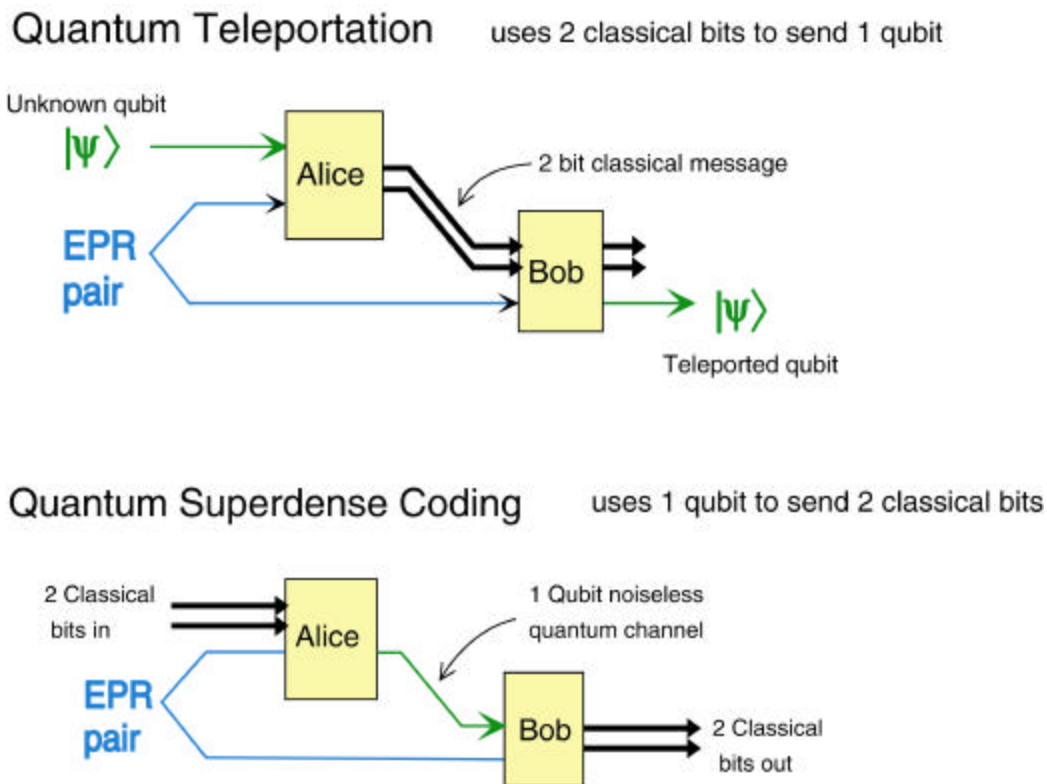 Quantum Teleportation uses 2 classical bits to send 1 qubit
Unknown qubit
|ψ⟩
Alice
2 bit classical message
EPR
pair
Bob
|ψ⟩
Teleported qubit
Quantum Superdense Coding uses 1 qubit to send 2 classical bits
2 Classical
bits in
Alice
1 Qubit noiseless
quantum channel
EPR
pair
Bob
2 Classical
bits out